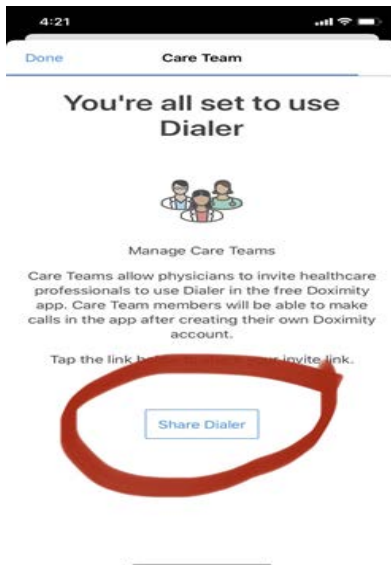 4:21
Done Care Team
You're all set to use
Dialer
Manage Care Teams
Care Teams allow physicians to invite healthcare
professionals to use Dialer in the free Doximity
app. Care Team members will be able to make
calls in the app after creating their own Doximity
account.
Tap the link your invite link.
Share Dialer